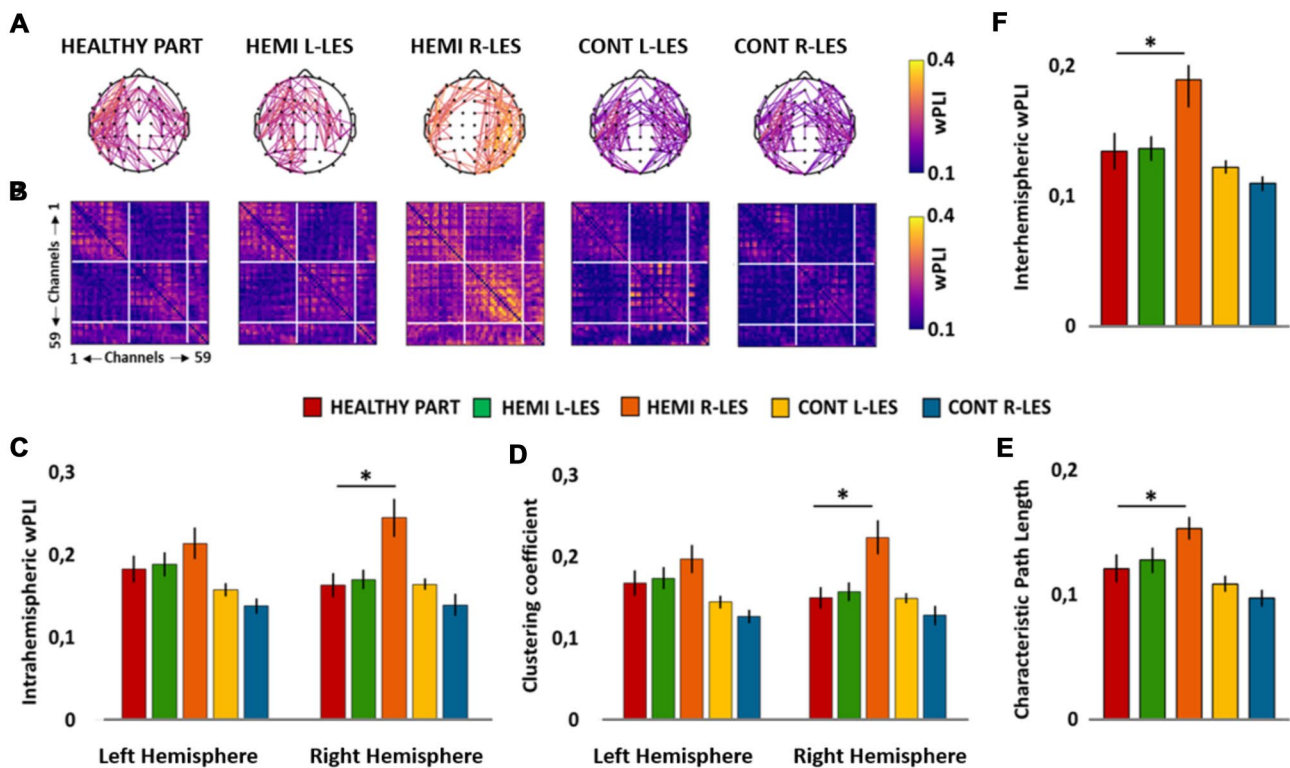 A
HEALTHY PART HEMI L-LES HEMI R-LES CONT L-LES CONT R-LES
0.4
wPLI
0.1
B
1
Channels
59
1 ← Channels → 59
0.4
wPLI
0.1
F
*
0,2
0,1
0
Interhemispheric wPLI
HEALTHY PART HEMI L-LES HEMI R-LES CONT L-LES CONT R-LES
C
Intrahemispheric wPLI
0,3
0,2
0,1
0
*
Left Hemisphere Right Hemisphere
D
Clustering coefficient
0,3
0,2
0,1
0
*
Left Hemisphere Right Hemisphere
E
Characteristic Path Length
0,2
0,1
0
*